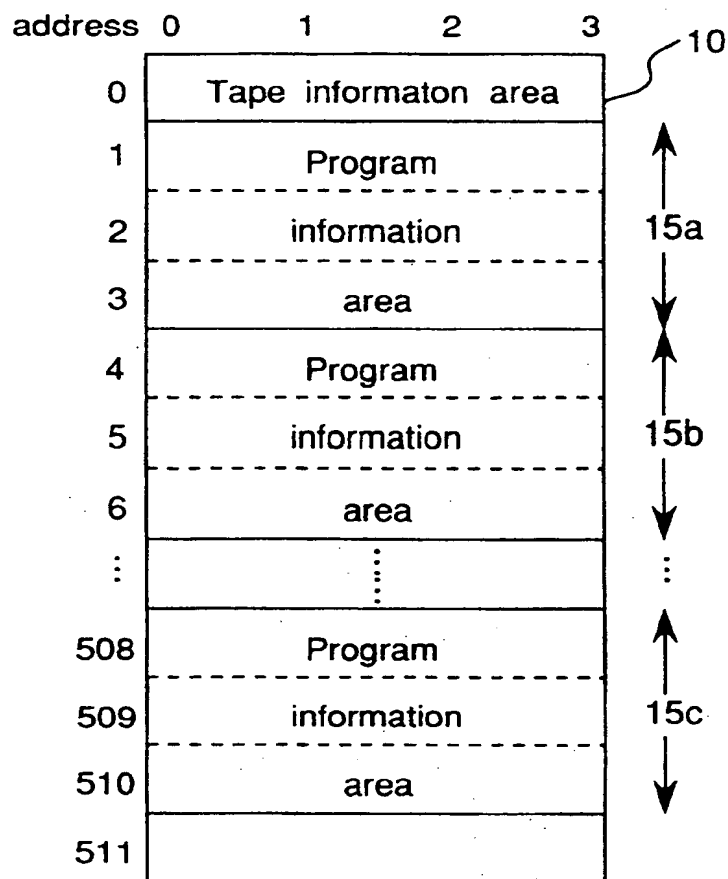 address 0 1 2 3
10
0 Tape informaton area
1 Program
2 information 15a
3 area
4 Program
5 information 15b
6 area
⋮ ⋮ ⋮
508 Program
509 information 15c
510 area
511